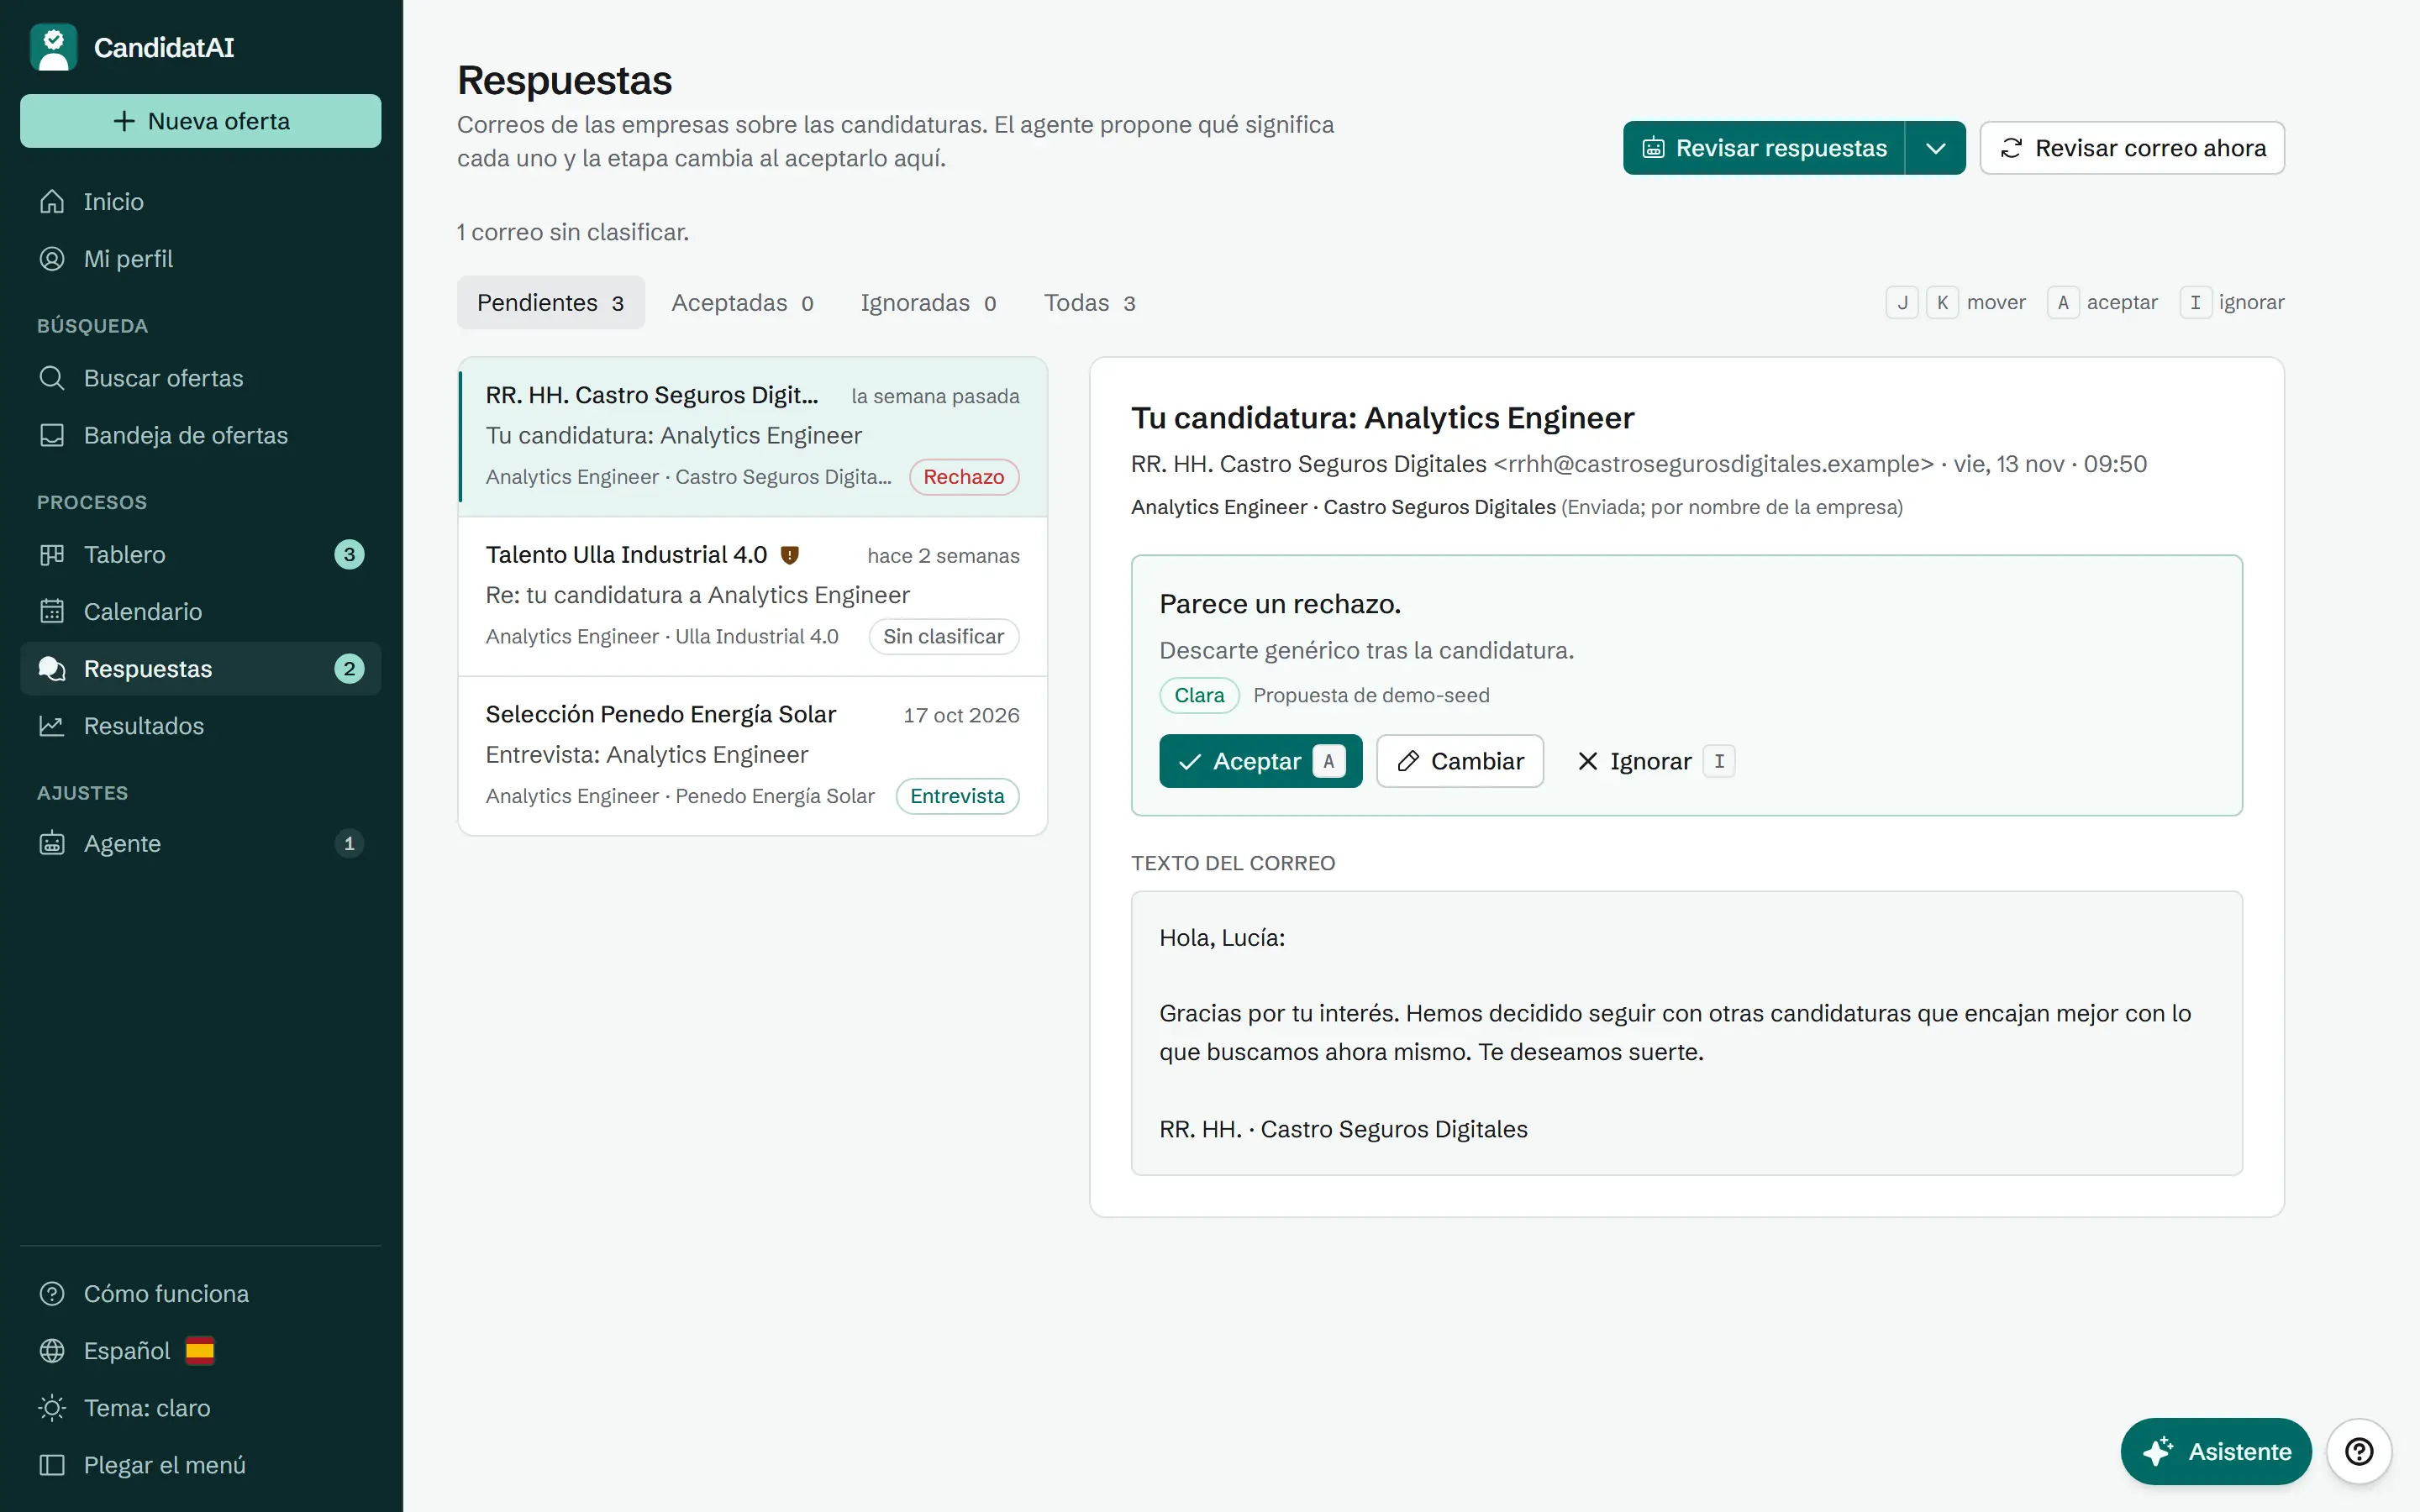 CandidatAI
Nueva oferta
Inicio
Mi perfil
BÚSQUEDA
Buscar ofertas
Bandeja de ofertas
PROCESOS
Tablero 3
Calendario
Respuestas 2
Resultados
AJUSTES
Agente 1
Cómo funciona
Español
Tema: claro
Plegar el menú
Respuestas
Correos de las empresas sobre las candidaturas. El agente propone qué significa
cada uno y la etapa cambia al aceptarlo aquí.
Revisar respuestas
Revisar correo ahora
1 correo sin clasificar.
Pendientes 3 Aceptadas 0 Ignoradas 0 Todas 3
J K mover A aceptar I ignorar
RR. HH. Castro Seguros Digit... la semana pasada
Tu candidatura: Analytics Engineer
Analytics Engineer · Castro Seguros Digita... Rechazo
Talento Ulla Industrial 4.0 hace 2 semanas
Re: tu candidatura a Analytics Engineer
Analytics Engineer · Ulla Industrial 4.0 Sin clasificar
Selección Penedo Energía Solar 17 oct 2026
Entrevista: Analytics Engineer
Analytics Engineer · Penedo Energía Solar Entrevista
Tu candidatura: Analytics Engineer
RR. HH. Castro Seguros Digitales <rrhh@castrosegurosdigitales.example> · vie, 13 nov · 09:50
Analytics Engineer · Castro Seguros Digitales (Enviada; por nombre de la empresa)
Parece un rechazo.
Descarte genérico tras la candidatura.
Clara Propuesta de demo-seed
Aceptar A Cambiar Ignorar I
TEXTO DEL CORREO
Hola, Lucía:
Gracias por tu interés. Hemos decidido seguir con otras candidaturas que encajan mejor con lo
que buscamos ahora mismo. Te deseamos suerte.
RR. HH. · Castro Seguros Digitales
Asistente